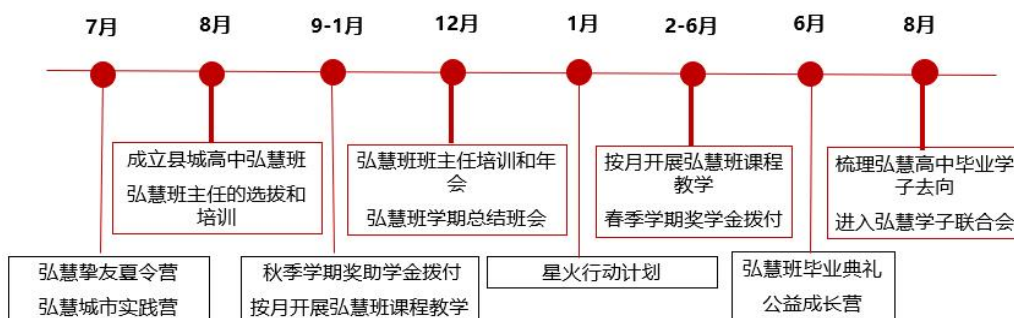 7月
8月
9-1月
12月
1月
2-6月
6月
8月
成立县城高中弘慧班
弘慧班主任的选拔和
培训
弘慧班班主任培训和年
会
弘慧班学期总结班会
按月开展弘慧班课程
教学
春季学期奖学金拨付
梳理弘慧高中毕业学
子去向
进入弘慧学子联合会
弘慧挚友夏令营
弘慧城市实践营
秋季学期奖助学金拨付
按月开展弘慧班课程教学
星火行动计划
弘慧班毕业典礼
公益成长营